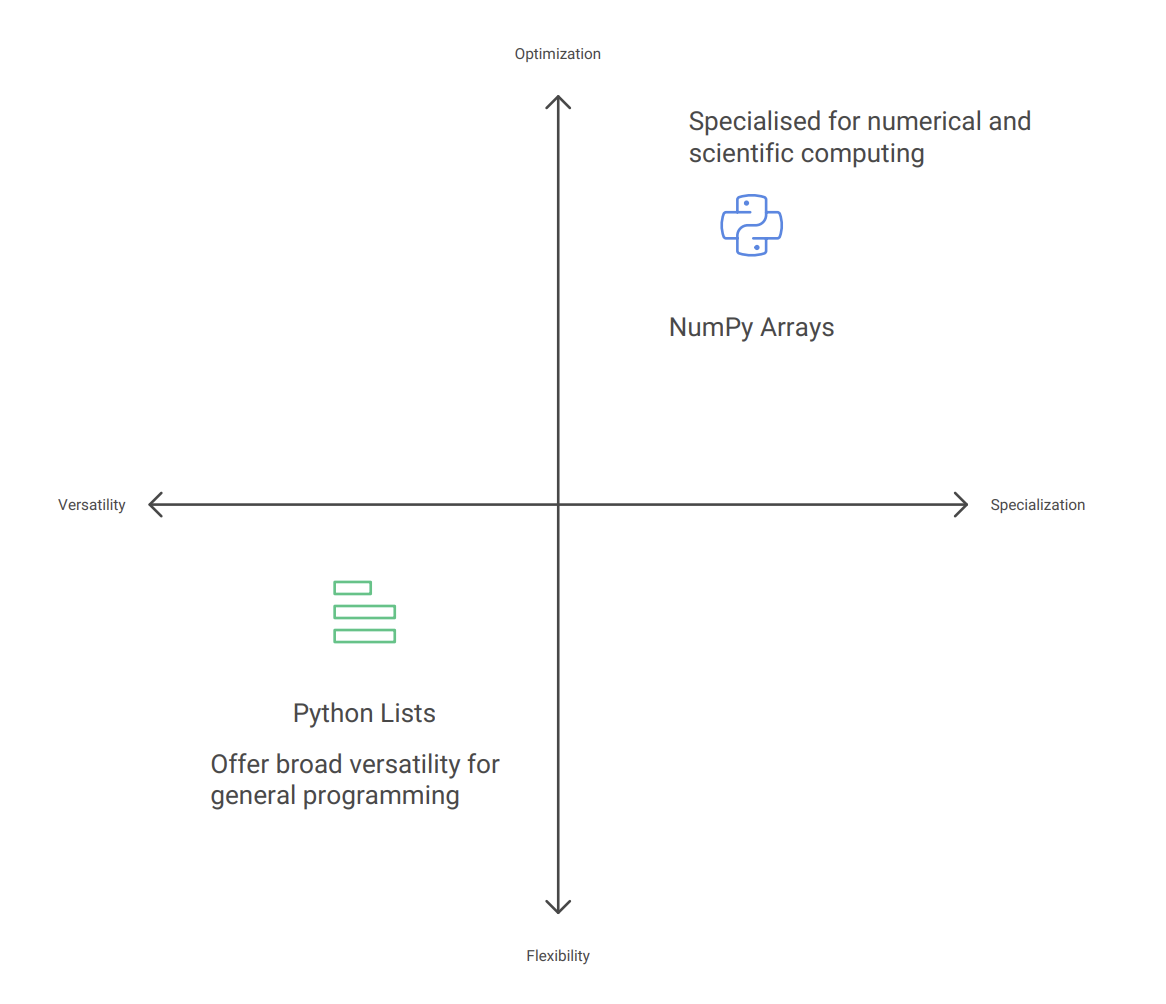 Optimization
Specialised for numerical and
scientific computing
NumPy Arrays
Versatility
Specialization
Python Lists
Offer broad versatility for
general programming
Flexibility